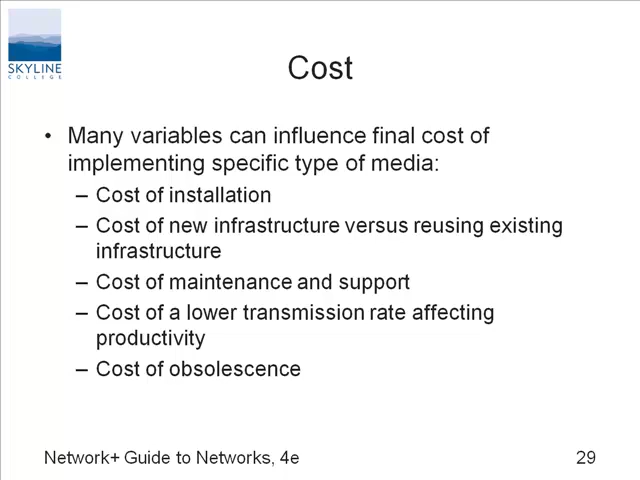 SKYLINE
COLLEGE
Cost
• Many variables can influence final cost of
implementing specific type of media:
– Cost of installation
– Cost of new infrastructure versus reusing existing
infrastructure
– Cost of maintenance and support
– Cost of a lower transmission rate affecting
productivity
– Cost of obsolescence
Network+ Guide to Networks, 4e
29